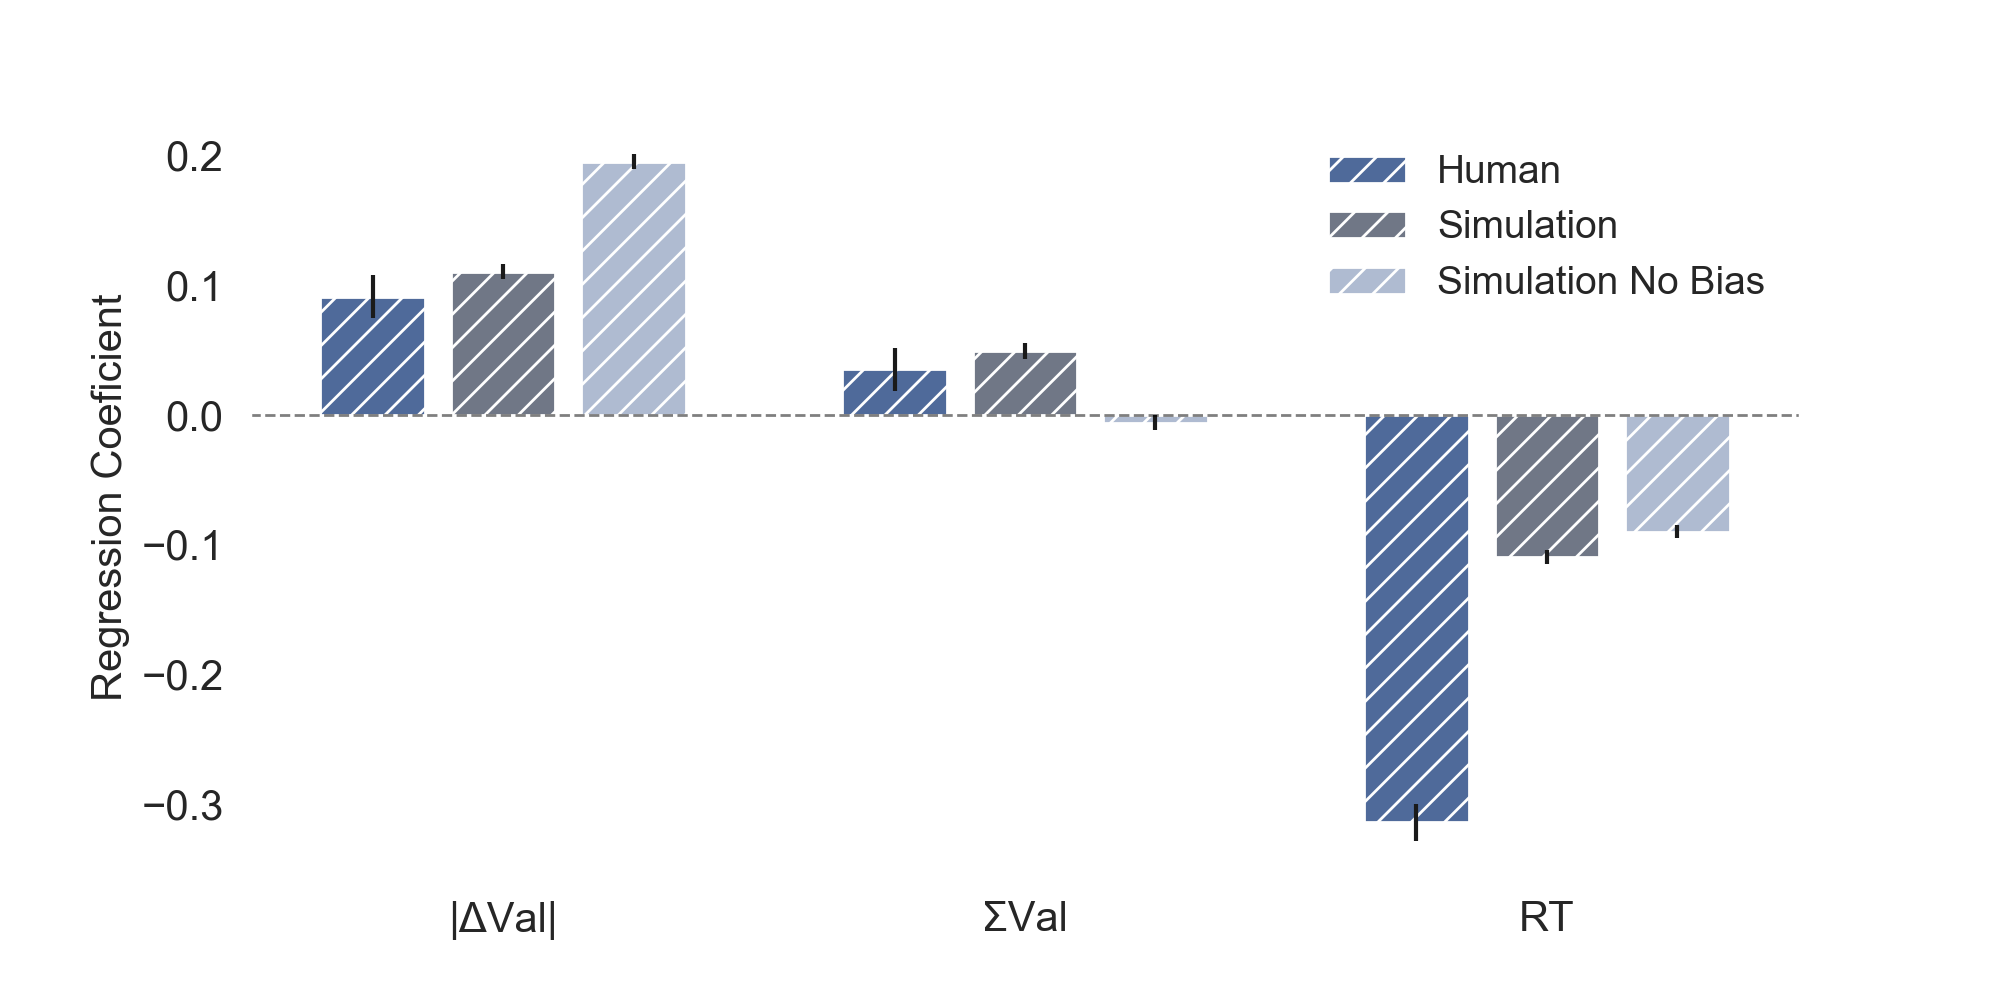 0.2
0.1
0.0
−0.1
−0.2
−0.3
Regression Coeficient
Human
Simulation
Simulation No Bias
|ΔVal|
ΣVal
RT